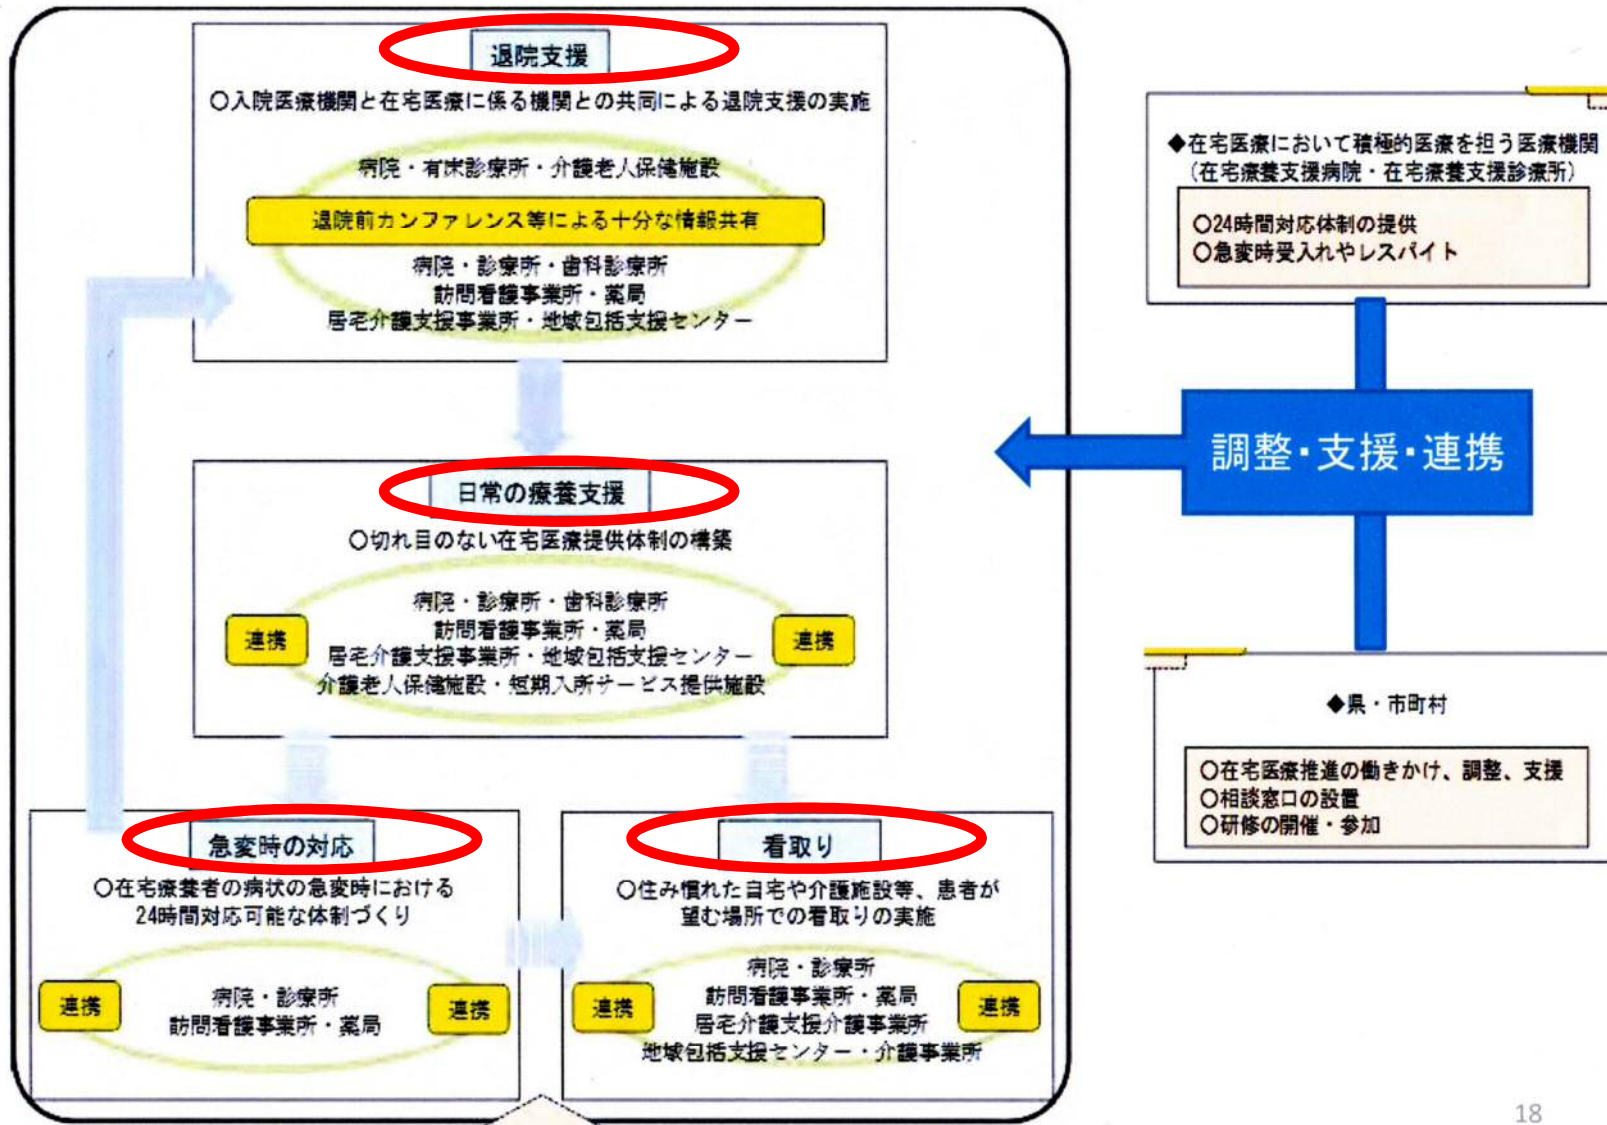 退院支援
○入院医療機関と在宅医療に係る機関との共同による退院支援の実施
病院・有床診療所・介護老人保健施設
退院前カンファレンス等による十分な情報共有
病院・診療所・歯科診療所
訪問看護事業所・薬局
居宅介護支援事業所・地域包括支援センター
日常の療養支援
○切れ目のない在宅医療提供体制の構築
病院・診療所・歯科診療所
訪問看護事業所・薬局
居宅介護支援事業所・地域包括支援センター
介護老人保健施設・短期入所サービス提供施設
連携
連携
急変時の対応
○在宅療養者の病状の急変時における
24時間対応可能な体制づくり
連携
病院・診療所
訪問看護事業所・薬局
連携
看取り
○住み慣れた自宅や介護施設等、患者が
望む場所での看取りの実施
連携
病院・診療所
訪問看護事業所・薬局
居宅介護支援介護事業所
地域包括支援センター・介護事業所
連携
◆在宅医療において積極的医療を担う医療機関
(在宅療養支援病院・在宅療養支援診療所)
○24時間対応体制の提供
○急変時受入れやレスパイト
調整・支援・連携
◆県・市町村
○在宅医療推進の働きかけ、調整、支援
○相談窓口の設置
○研修の開催・参加
18